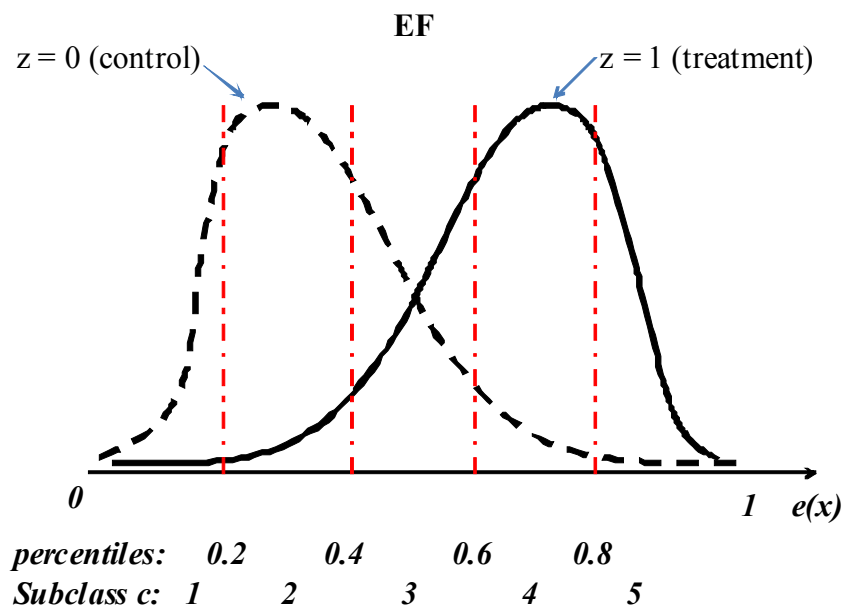 EF
z = 0 (control)
z = 1 (treatment)
0
1
e(x)
percentiles: 0.2 0.4 0.6 0.8
Subclass c: 1 2 3 4 5